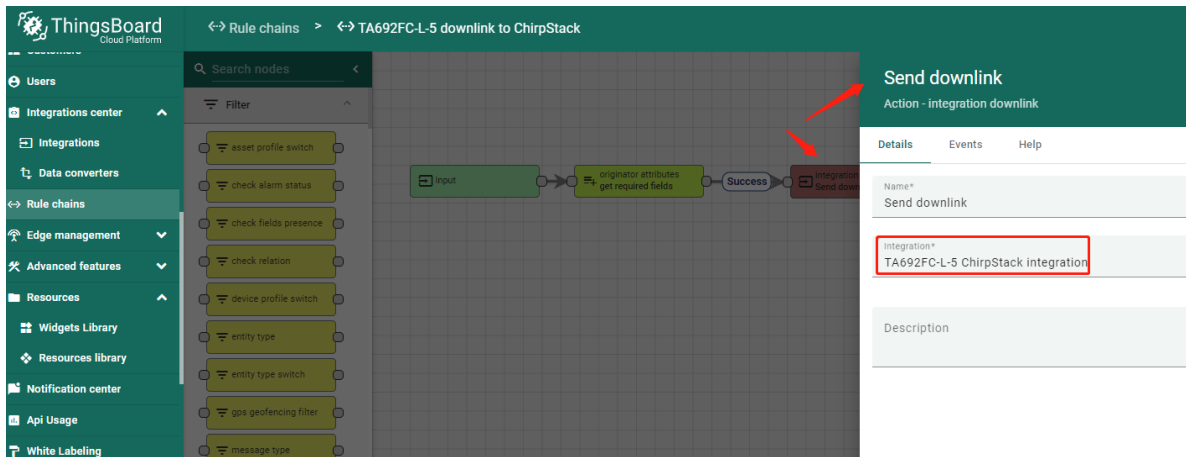 ThingsBoard
Cloud Platform
Rule chains > TA692FC-L-5 downlink to ChirpStack
Customers
Users
Integrations center
Integrations
Data converters
Rule chains
Edge management
Advanced features
Resources
Widgets Library
Resources library
Notification center
Api Usage
White Labeling
Search nodes
Filter
asset profile switch
check alarm status
check fields presence
check relation
device profile switch
entity type
entity type switch
gps geofencing filter
message type
Input
originator attributes
get required fields
Success
integration
Send down
Send downlink
Action - integration downlink
Details Events Help
Name*
Send downlink
Integration*
TA692FC-L-5 ChirpStack integration
Description